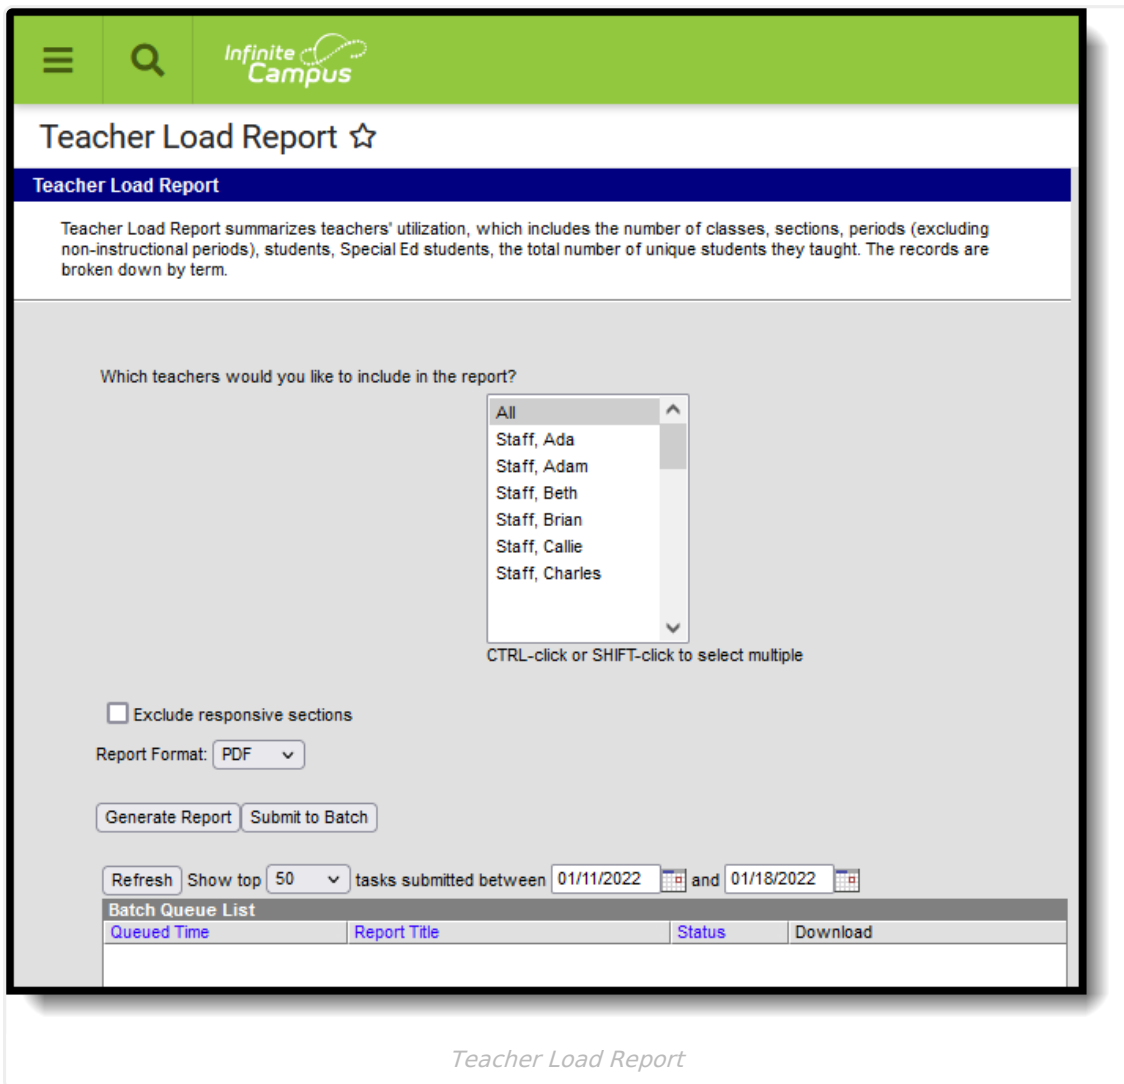 Infinite
Campus
Teacher Load Report
Teacher Load Report
Teacher Load Report summarizes teachers' utilization, which includes the number of classes, sections, periods (excluding
non-instructional periods), students, Special Ed students, the total number of unique students they taught. The records are
broken down by term.
Which teachers would you like to include in the report?
All
Staff, Ada
Staff, Adam
Staff, Beth
Staff, Brian
Staff, Callie
Staff, Charles
CTRL-click or SHIFT-click to select multiple
Exclude responsive sections
Report Format: PDF
Generate Report Submit to Batch
Refresh Show top 50 tasks submitted between 01/11/2022 and 01/18/2022
Batch Queue List
Queued Time Report Title Status Download
Teacher Load Report